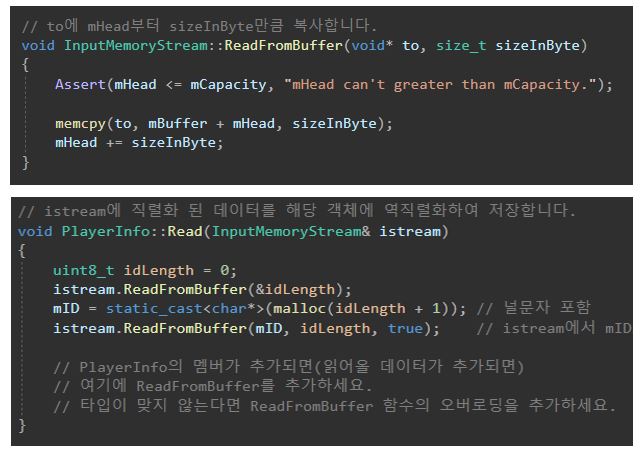 // to에 mHead부터 sizeInByte만큼 복사합니다.
void InputMemoryStream::ReadFromBuffer(void* to, size_t sizeInByte)
{
Assert(mHead <= mCapacity, "mHead can't greater than mCapacity.");
memcpy(to, mBuffer + mHead, sizeInByte);
mHead += sizeInByte;
}
// istream에 직렬화 된 데이터를 해당 객체에 역직렬화하여 저장합니다.
void PlayerInfo::Read(InputMemoryStream& istream)
{
uint8_t idLength = 0;
istream.ReadFromBuffer(&idLength);
mID = static_cast<char*>(malloc(idLength + 1)); // 널문자 포함
istream.ReadFromBuffer(mID, idLength, true); // istream에서 mID
// PlayerInfo의 멤버가 추가되면(읽어올 데이터가 추가되면)
// 여기에 ReadFromBuffer를 추가하세요.
// 타입이 맞지 않는다면 ReadFromBuffer 함수의 오버로딩을 추가하세요.
}